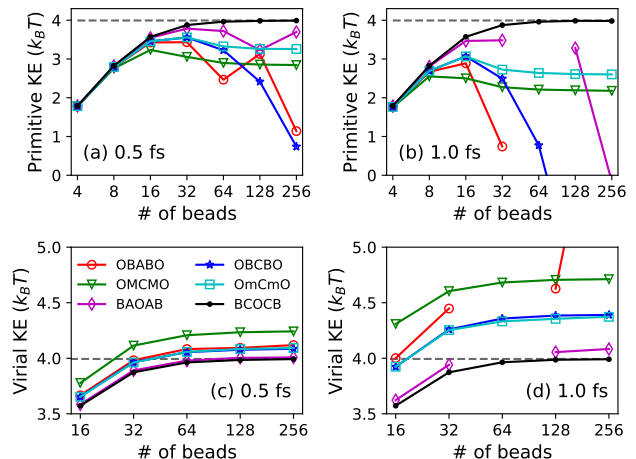 4
3
2
1
0
Primitive KE (k_BT)
(a) 0.5 fs
4 8 16 32 64 128 256
# of beads
4
3
2
1
0
Primitive KE (k_BT)
(b) 1.0 fs
4 8 16 32 64 128 256
# of beads
5.0
4.5
4.0
3.5
Virial KE (k_BT)
OBABO OBCBO
OMCMO OmCmO
BAOAB BCOCB
(c) 0.5 fs
16 32 64 128 256
# of beads
5.0
4.5
4.0
3.5
Virial KE (k_BT)
(d) 1.0 fs
16 32 64 128 256
# of beads